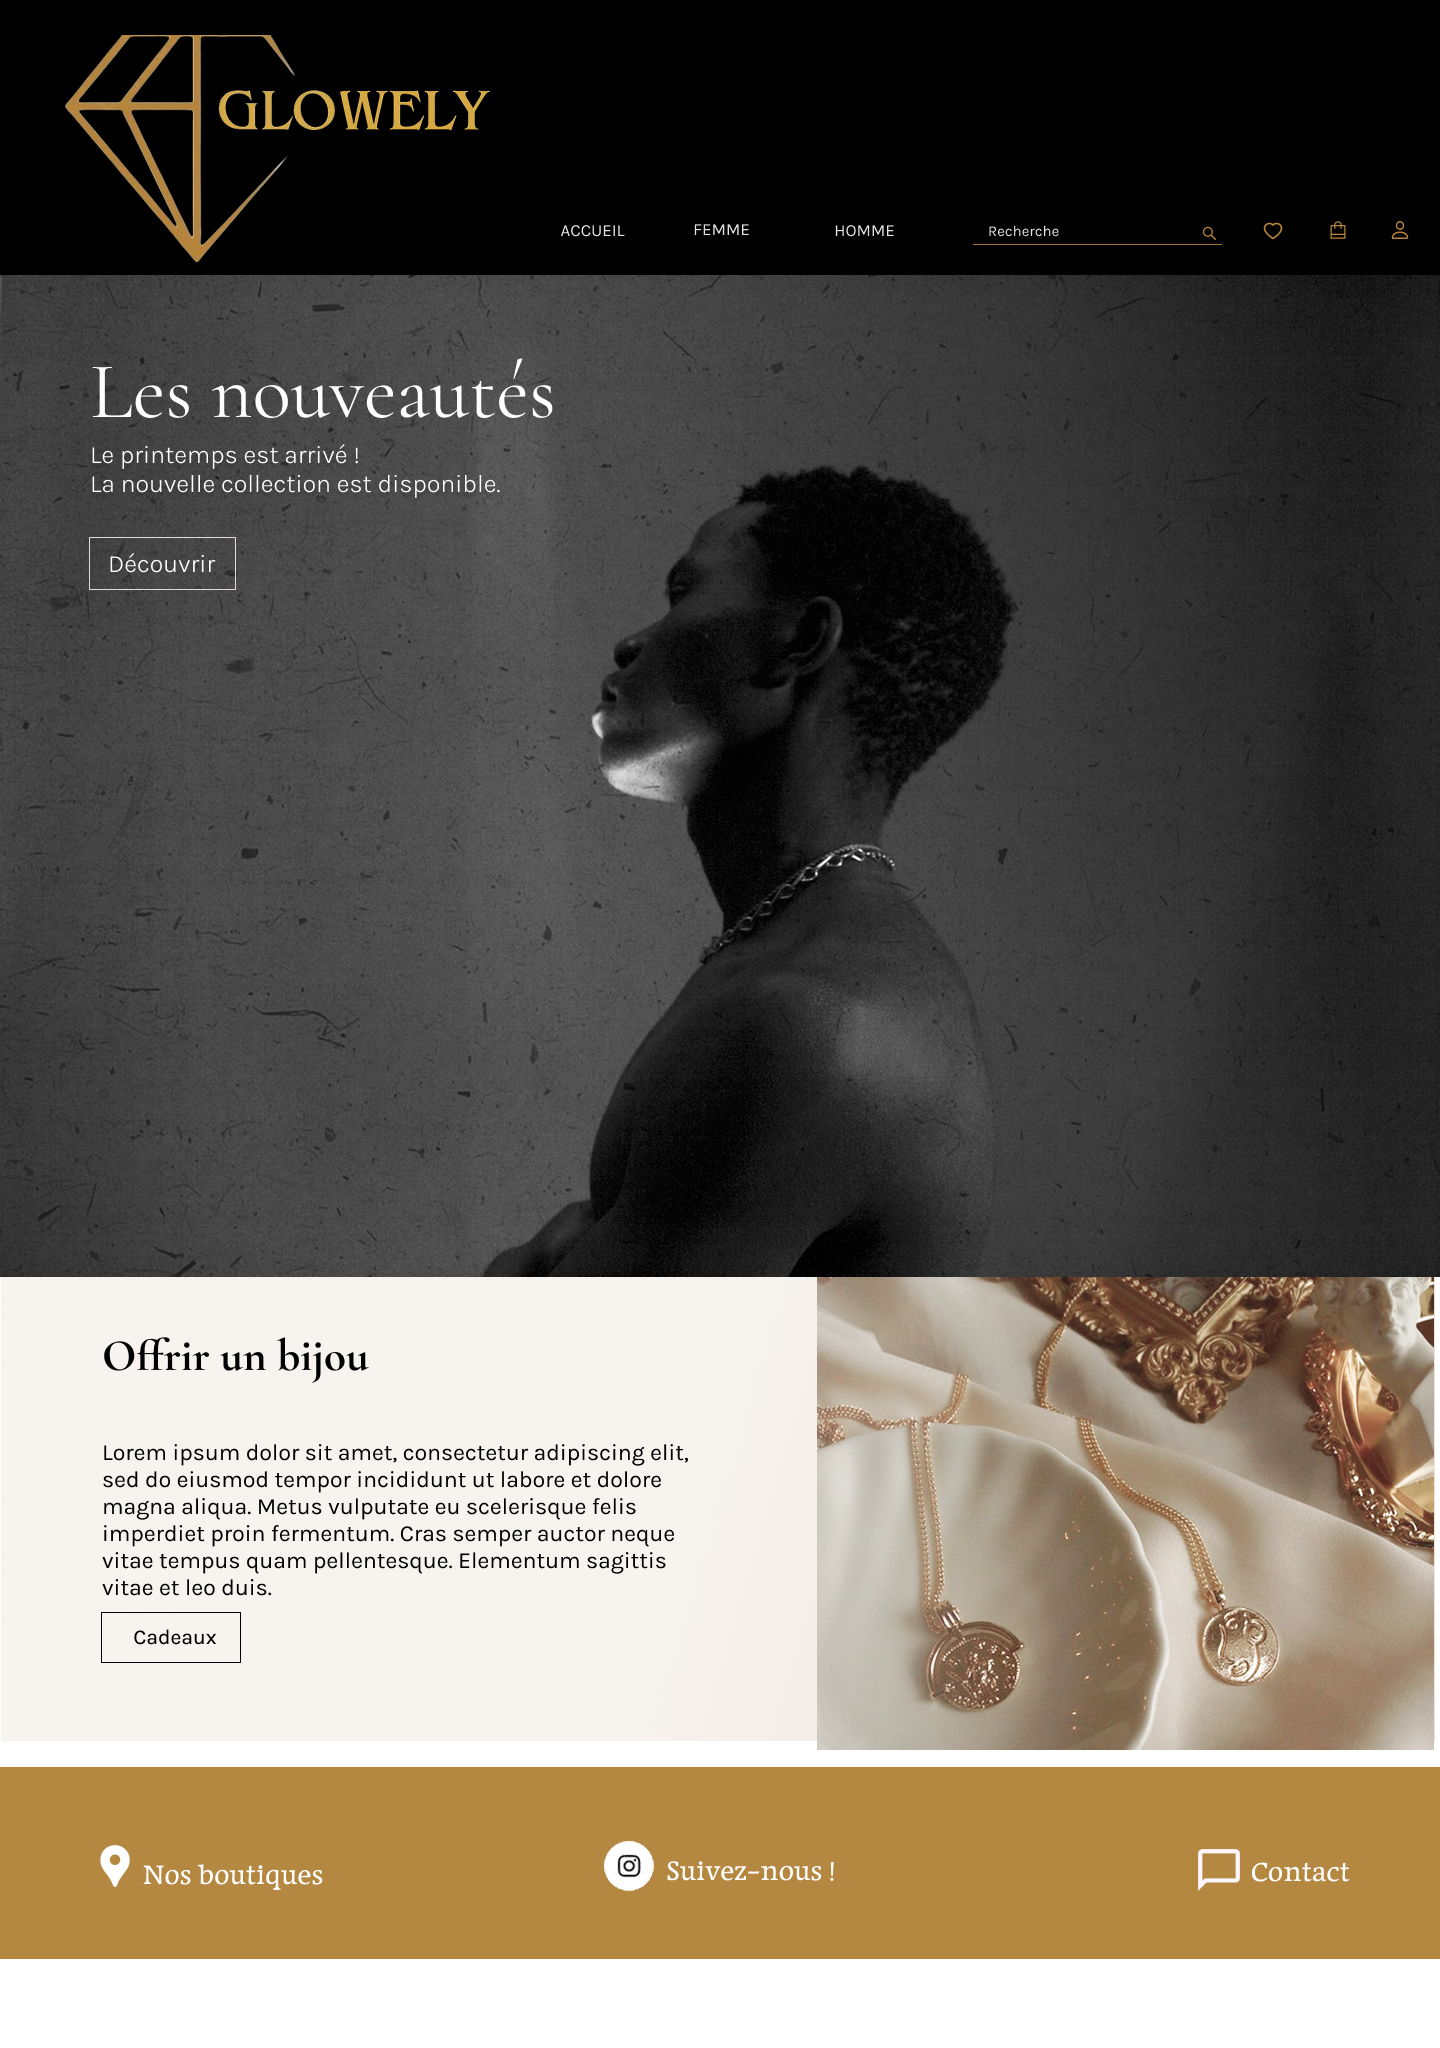 GLOWELY
ACCUEIL
FEMME
HOMME
Recherche
Les nouveautés
Le printemps est arrivé !
La nouvelle collection est disponible.
Découvrir
Offrir un bijou
Lorem ipsum dolor sit amet, consectetur adipiscing elit,
sed do eiusmod tempor incididunt ut labore et dolore
magna aliqua. Metus vulputate eu scelerisque felis
imperdiet proin fermentum. Cras semper auctor neque
vitae tempus quam pellentesque. Elementum sagittis
vitae et leo duis.
Cadeaux
Nos boutiques
Suivez-nous !
Contact